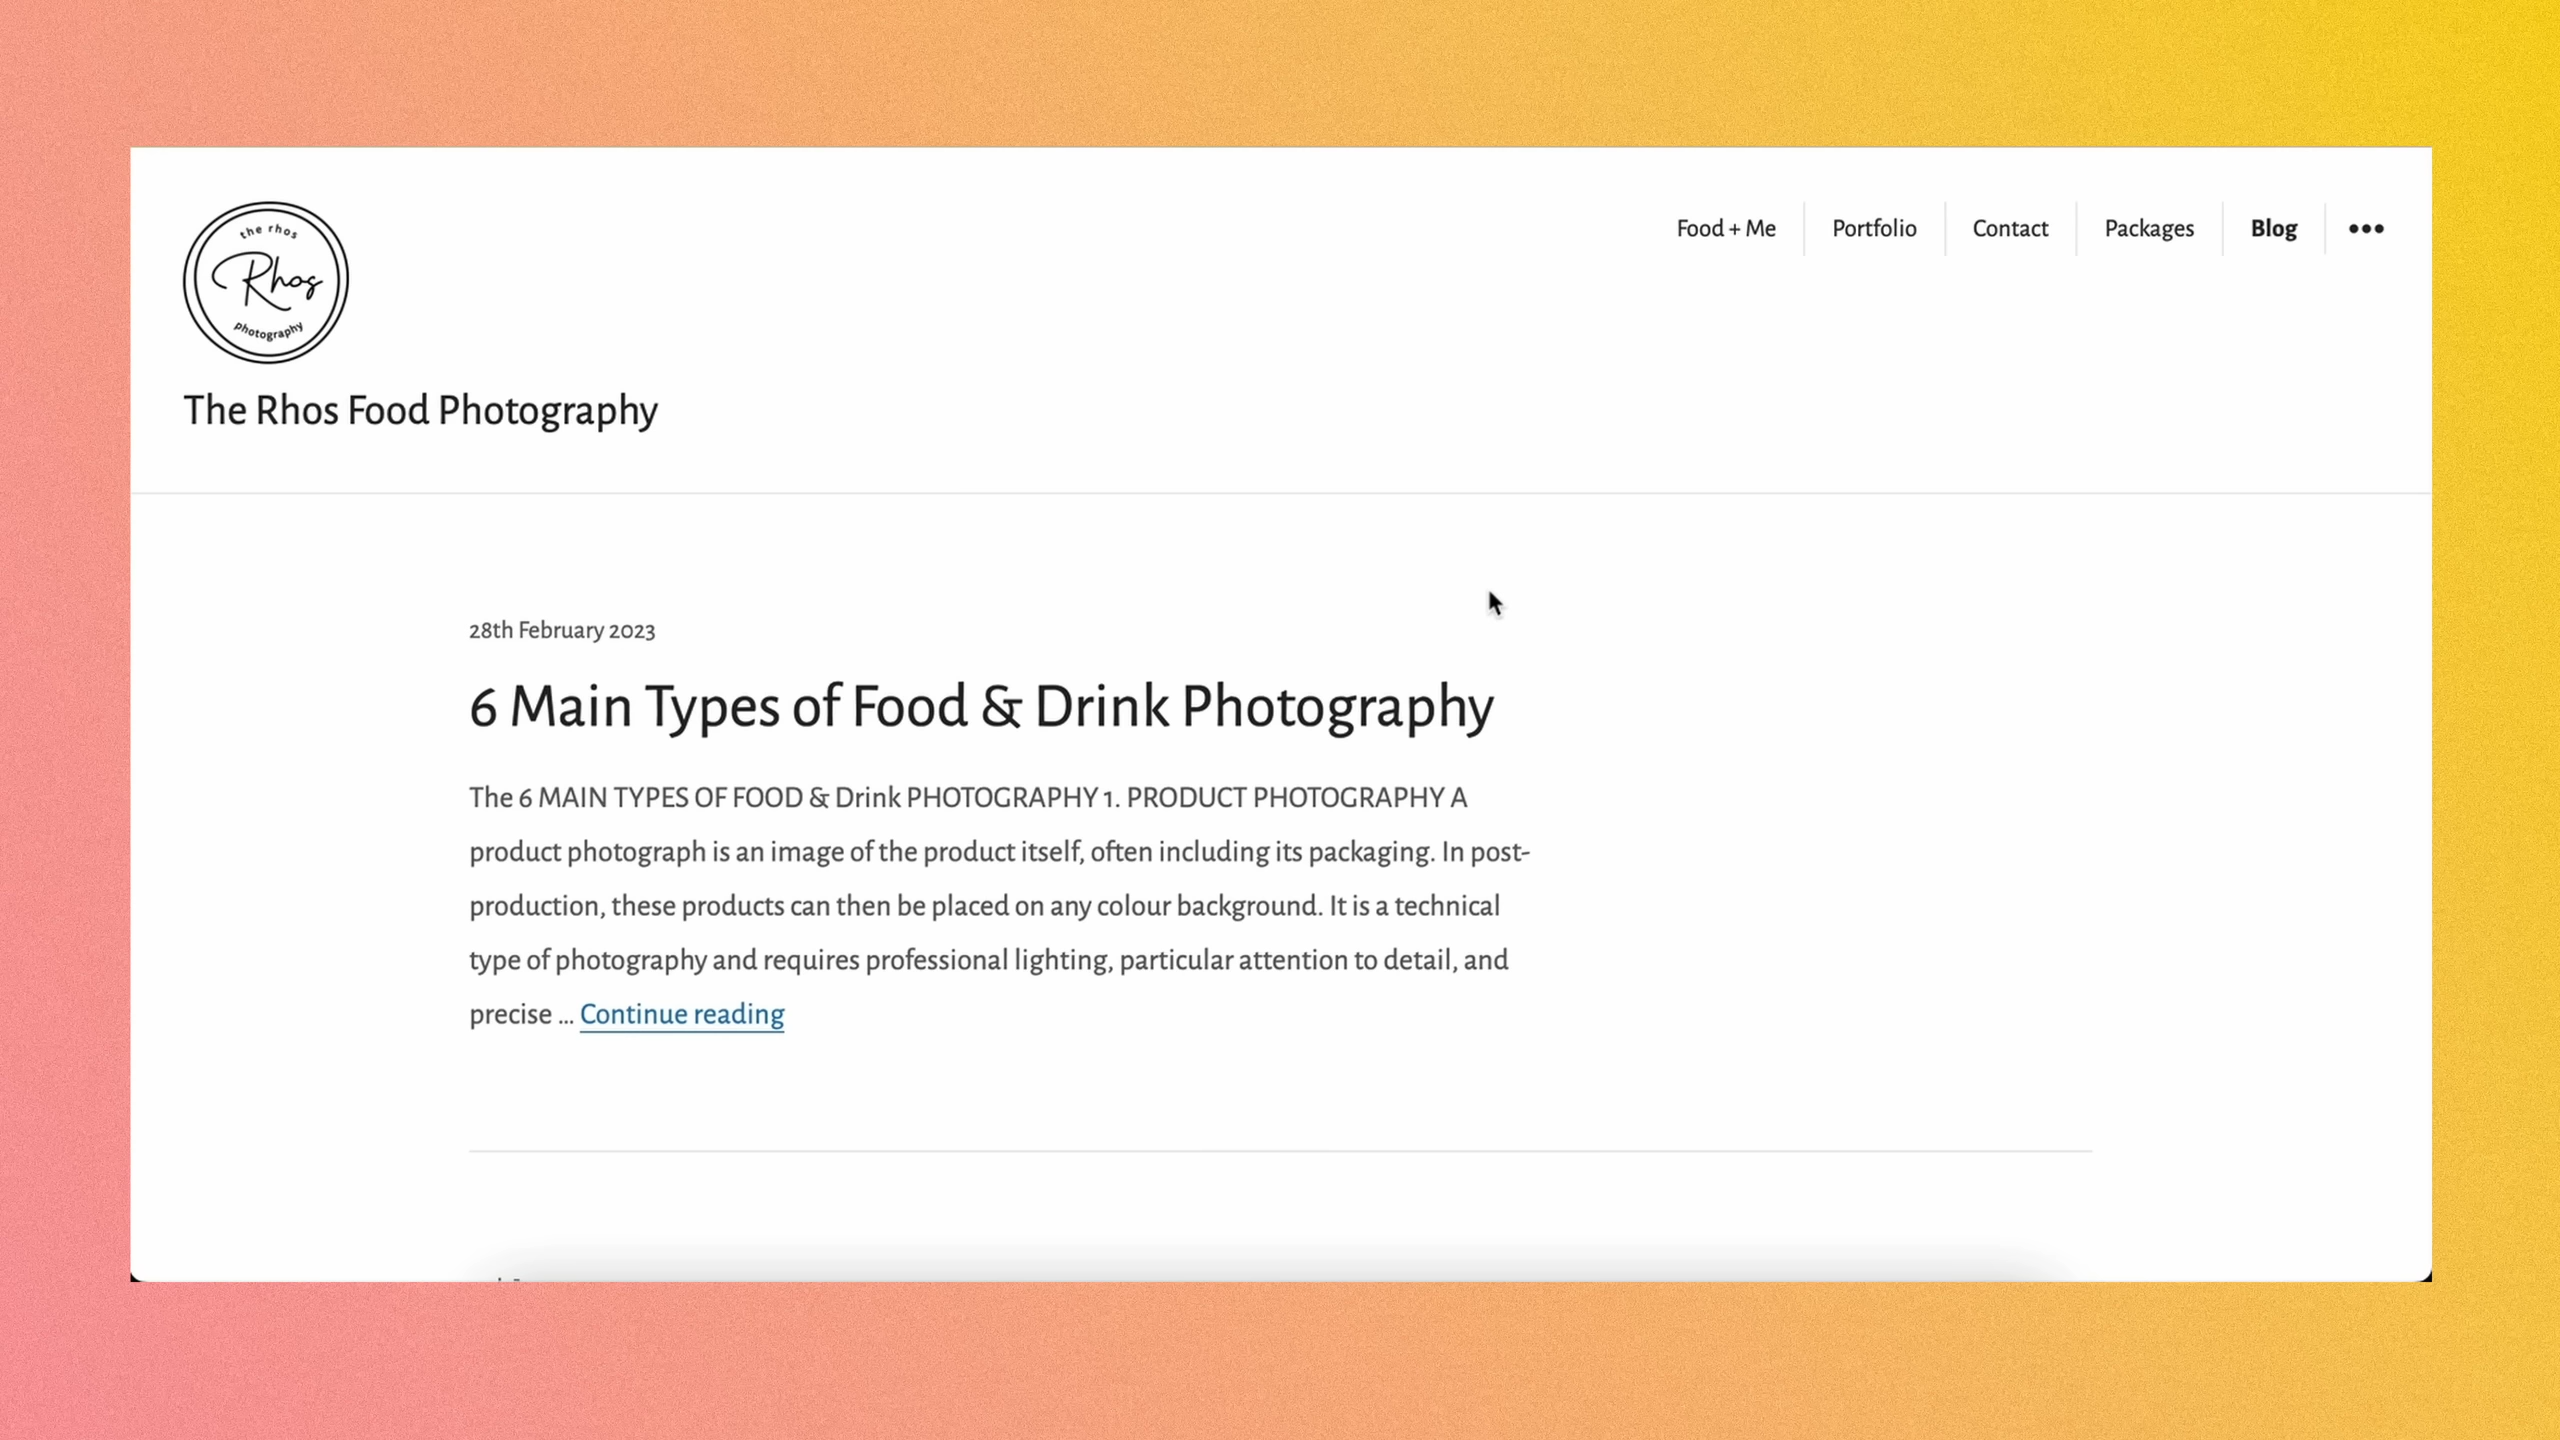 the rhos
Rhos
photography
Food + Me
Portfolio
Contact
Packages
Blog
•••
The Rhos Food Photography
28th February 2023
6 Main Types of Food & Drink Photography
The 6 MAIN TYPES OF FOOD & Drink PHOTOGRAPHY 1. PRODUCT PHOTOGRAPHY A
product photograph is an image of the product itself, often including its packaging. In post-
production, these products can then be placed on any colour background. It is a technical
type of photography and requires professional lighting, particular attention to detail, and
precise … Continue reading